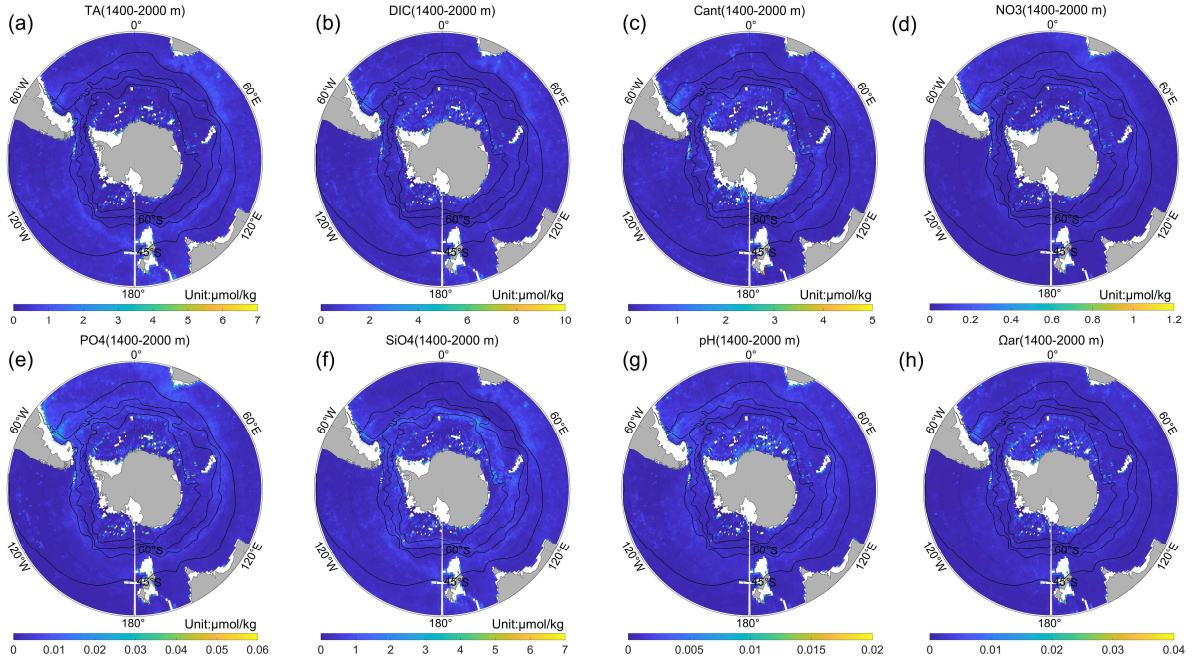 (a) TA(1400-2000 m)
0°
60°W
60°E
120°W
120°E
60°S
45°S
180°
Unit:µmol/kg
0 1 2 3 4 5 6 7
(b) DIC(1400-2000 m)
0°
60°W
60°E
120°W
120°E
60°S
45°S
180°
Unit:µmol/kg
0 2 4 6 8 10
(c) Cant(1400-2000 m)
0°
60°W
60°E
120°W
120°E
60°S
45°S
180°
Unit:µmol/kg
0 1 2 3 4 5
(d) NO3(1400-2000 m)
0°
60°W
60°E
120°W
120°E
60°S
45°S
180°
Unit:µmol/kg
0 0.2 0.4 0.6 0.8 1 1.2
(e) PO4(1400-2000 m)
0°
60°W
60°E
120°W
120°E
60°S
45°S
180°
Unit:µmol/kg
0 0.01 0.02 0.03 0.04 0.05 0.06
(f) SiO4(1400-2000 m)
0°
60°W
60°E
120°W
120°E
60°S
45°S
180°
Unit:µmol/kg
0 1 2 3 4 5 6 7
(g) pH(1400-2000 m)
0°
60°W
60°E
120°W
120°E
60°S
45°S
180°
0 0.005 0.01 0.015 0.02
(h) Ωar(1400-2000 m)
0°
60°W
60°E
120°W
120°E
60°S
45°S
180°
0 0.01 0.02 0.03 0.04